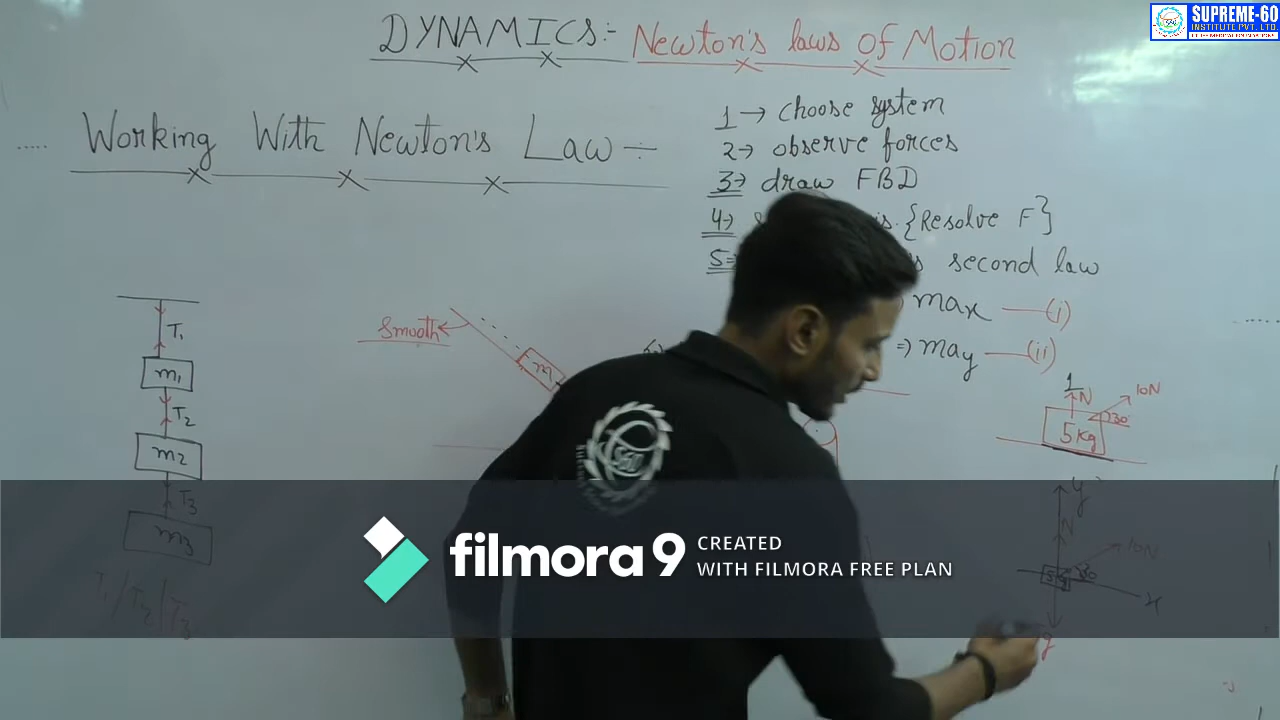 SUPREME-60
INSTITUTE PVT. LTD
DYNAMICS:- Newton's laws of Motion
Working With Newton's Law :-
1 → choose system
2 → observe forces
3 → draw FBD
4 → {Resolve F}
5 → second law
max — (i)
=) may — (ii)
T1
m1
T2
m2
T3
m3
T1/T2/T3
Smooth
m1
N
10N
30°
5kg
y
N
10N
30
x
g
filmora 9 CREATED
WITH FILMORA FREE PLAN